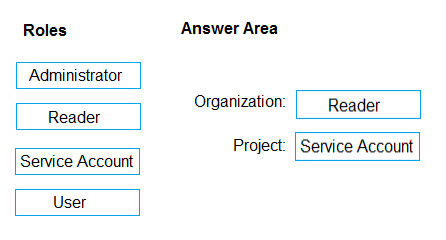 Roles
Answer Area
Administrator
Reader
Service Account
User
Organization: Reader
Project: Service Account